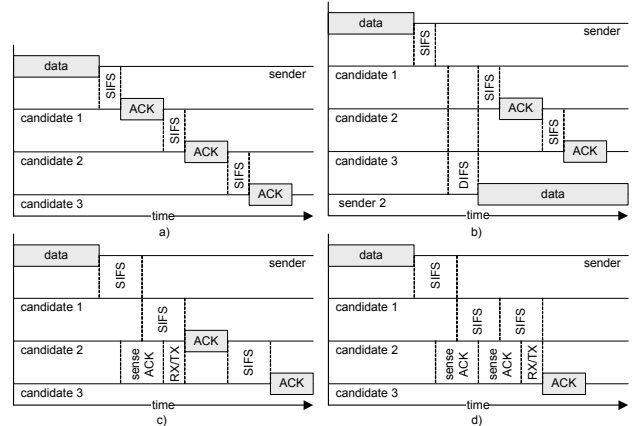 data
sender
SIFS
ACK
candidate 1
SIFS
ACK
candidate 2
SIFS
ACK
candidate 3
time
a)
data
sender
SIFS
candidate 1
SIFS
ACK
candidate 2
SIFS
ACK
candidate 3
DIFS
data
sender 2
time
b)
data
sender
SIFS
candidate 1
SIFS
ACK
candidate 2
sense ACK
RX/TX
SIFS
ACK
candidate 3
time
c)
data
sender
SIFS
candidate 1
SIFS
SIFS
candidate 2
sense ACK
sense ACK
RX/TX
ACK
candidate 3
time
d)